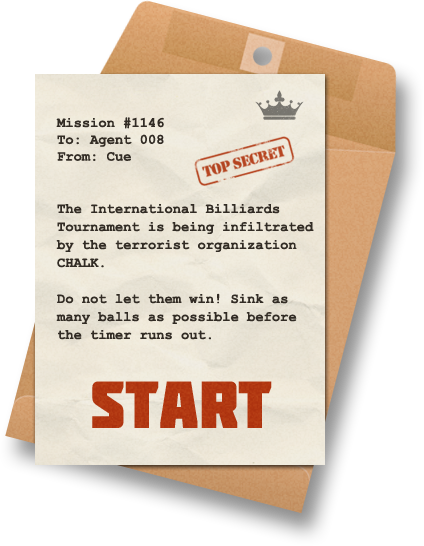 Mission #1146
To: Agent 008
From: Cue
TOP SECRET
The International Billiards
Tournament is being infiltrated
by the terrorist organization
CHALK.
Do not let them win! Sink as
many balls as possible before
the timer runs out.
START